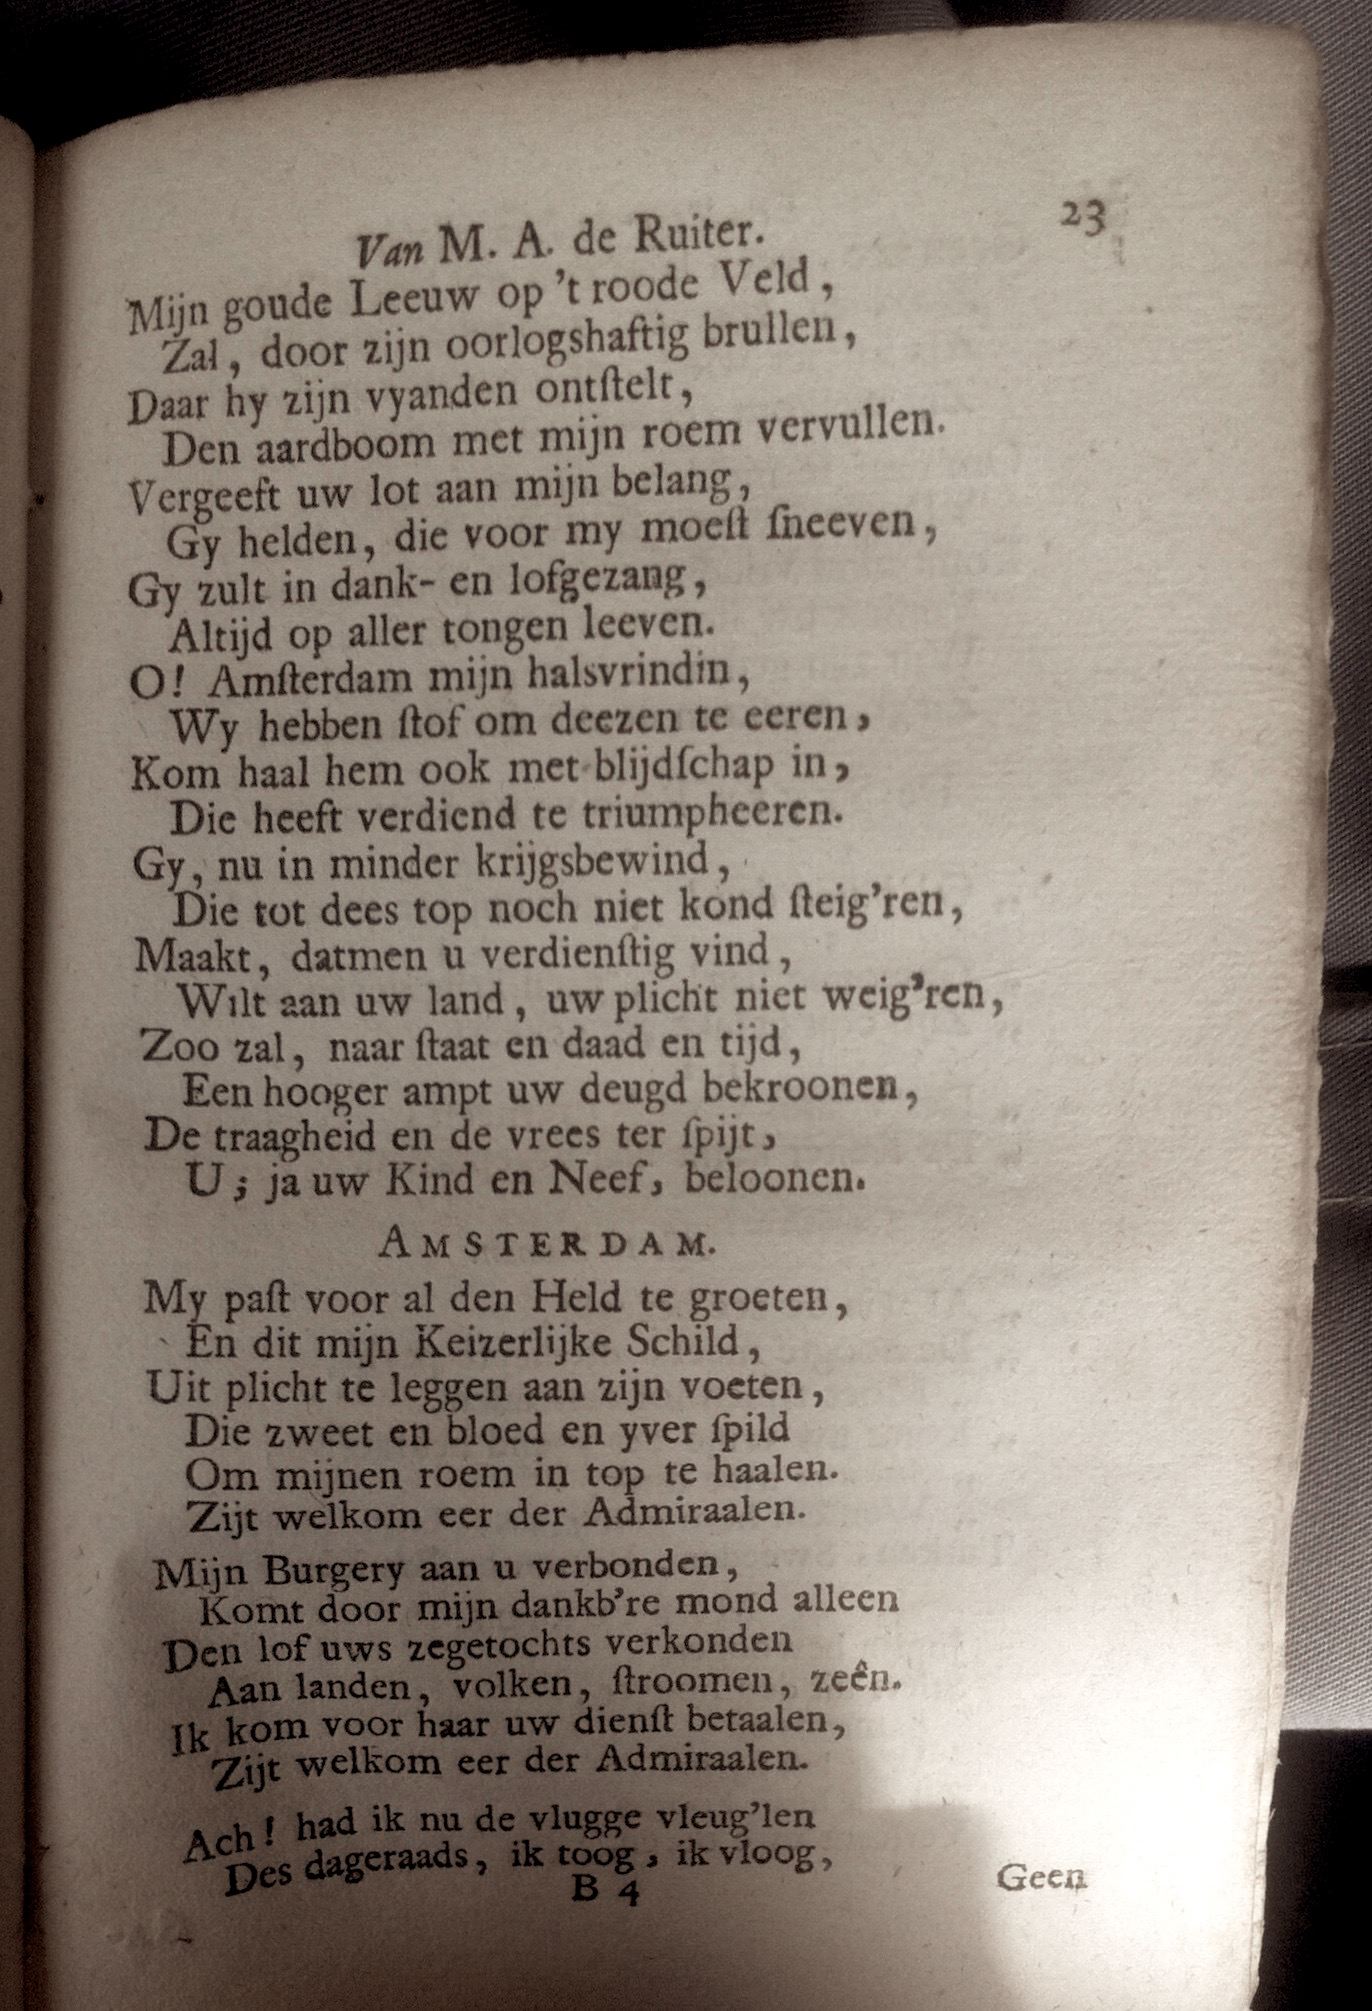 Van M. A. de Ruiter. 23
Mijn goude Leeuw op 't roode Veld,
Zal, door zijn oorlogshaftig brullen,
Daar hy zijn vyanden ontſtelt,
Den aardboom met mijn roem vervullen.
Vergeeft uw lot aan mijn belang,
Gy helden, die voor my moeſt ſneeven,
Gy zult in dank- en lofgezang,
Altijd op aller tongen leeven.
O! Amſterdam mijn halsvrindin,
Wy hebben ſtof om deezen te eeren,
Kom haal hem ook met blijdſchap in,
Die heeft verdiend te triumpheeren.
Gy, nu in minder krijgsbewind,
Die tot dees top noch niet kond ſteig'ren,
Maakt, datmen u verdienſtig vind,
Wilt aan uw land, uw plicht niet weig'ren,
Zoo zal, naar ſtaat en daad en tijd,
Een hooger ampt uw deugd bekroonen,
De traagheid en de vrees ter ſpijt,
U; ja uw Kind en Neef, beloonen.
AMSTERDAM.
My paſt voor al den Held te groeten,
En dit mijn Keizerlijke Schild,
Uit plicht te leggen aan zijn voeten,
Die zweet en bloed en yver ſpild
Om mijnen roem in top te haalen.
Zijt welkom eer der Admiraalen.
Mijn Burgery aan u verbonden,
Komt door mijn dankb're mond alleen
Den lof uws zegetochts verkonden
Aan landen, volken, ſtroomen, zeên.
Ik kom voor haar uw dienſt betaalen,
Zijt welkom eer der Admiraalen.
Ach! had ik nu de vlugge vleug'len
Des dageraads, ik toog, ik vloog,
B 4 Geen